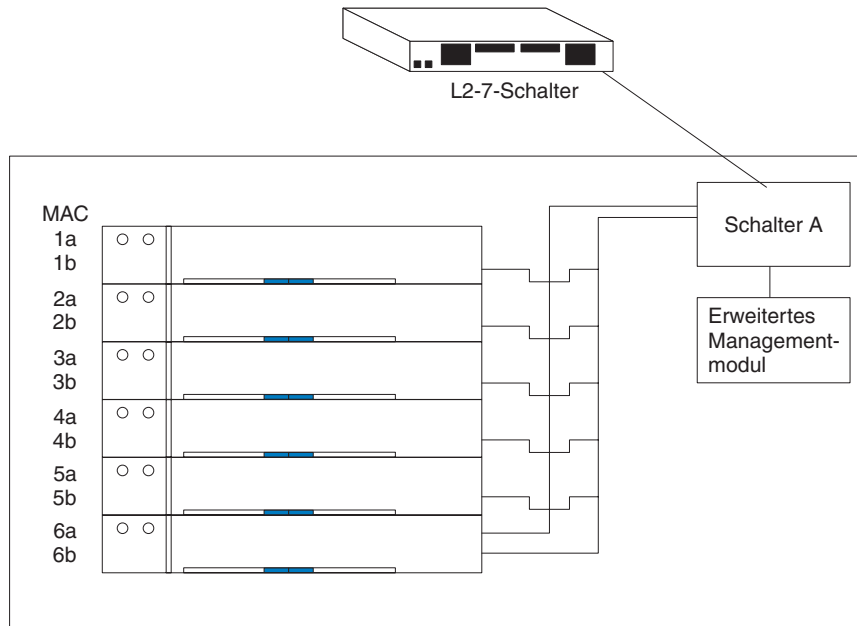 L2-7-Schalter
MAC
1a
1b
2a
2b
3a
3b
4a
4b
5a
5b
6a
6b
Schalter A
Erweitertes
Management-
modul